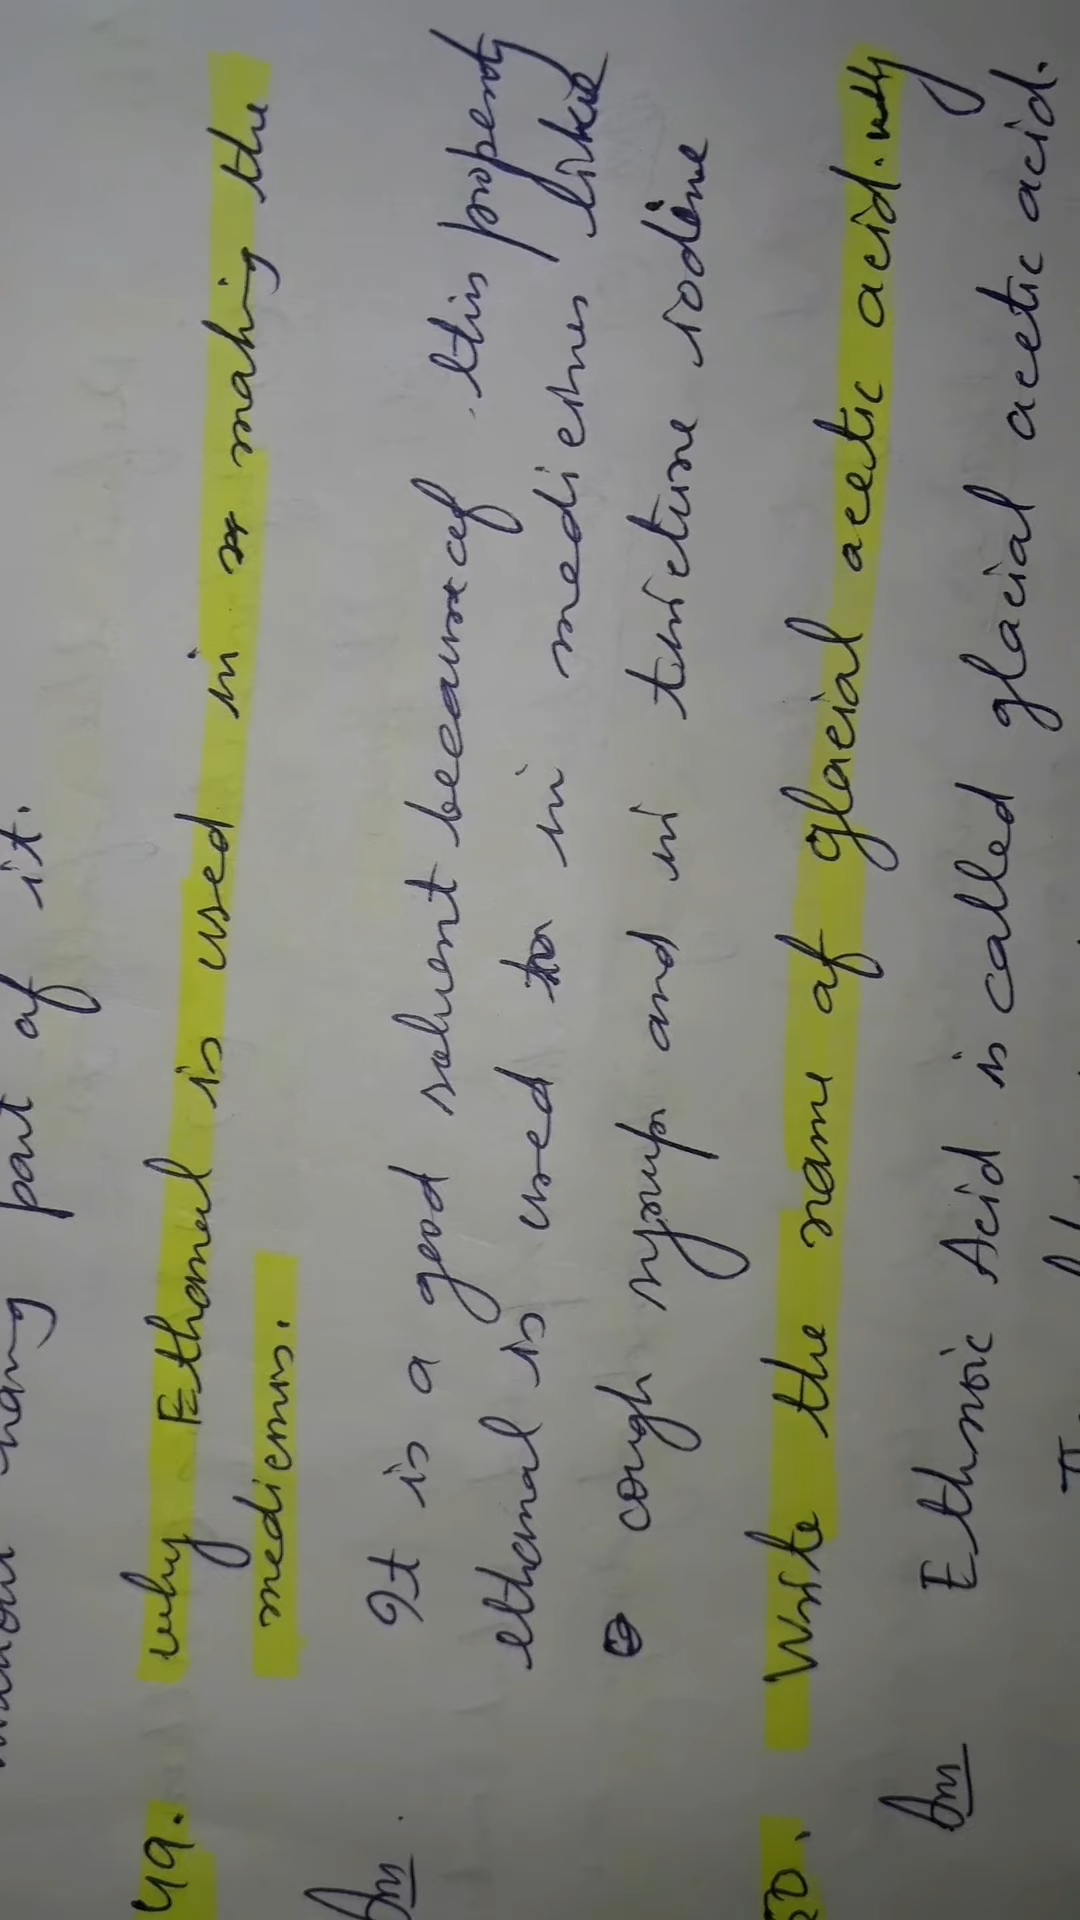 part of it.
49. why Ethanol is used in making the
medicines.
Ans It is a good solvent because of this property
ethanol is used in medicines like
cough syrup and in tincture iodine
50. Write the name of glacial acetic acid. why
Ans Ethnoic Acid is called glacial acetic acid.